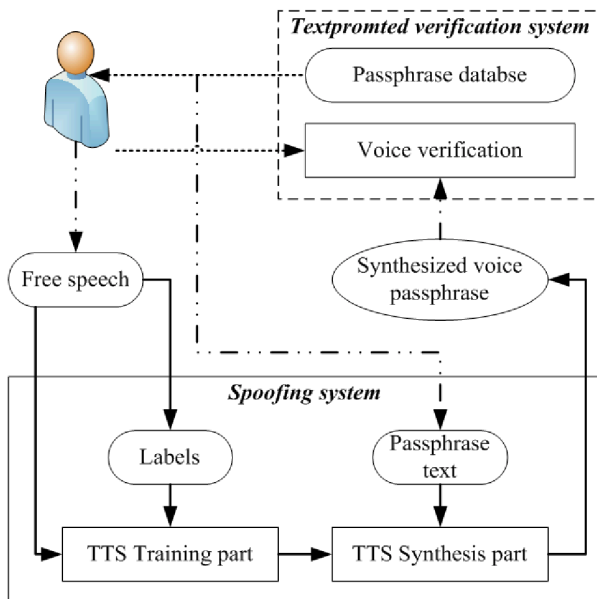 Textpromted verification system
Passphrase databse
Voice verification
Free speech
Synthesized voice
passphrase
Spoofing system
Labels
Passphrase
text
TTS Training part
TTS Synthesis part